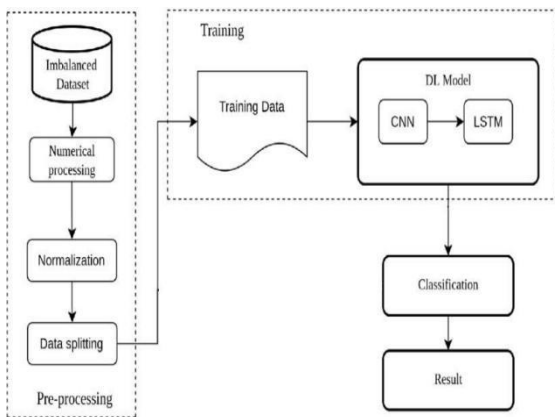 Imbalanced
Dataset
Numerical
processing
Normalization
Data splitting
Pre-processing
Training
Training Data
DL Model
CNN
LSTM
Classification
Result